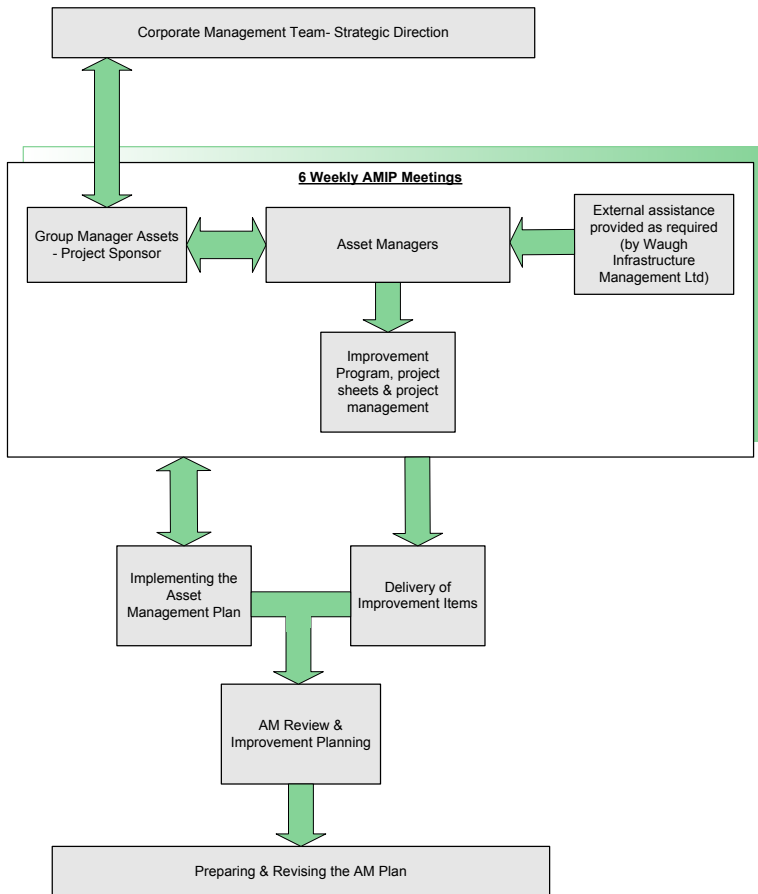 Corporate Management Team- Strategic Direction
6 Weekly AMIP Meetings
Group Manager Assets
- Project Sponsor
Asset Managers
External assistance
provided as required
(by Waugh
Infrastructure
Management Ltd)
Improvement
Program, project
sheets & project
management
Implementing the
Asset
Management Plan
Delivery of
Improvement Items
AM Review &
Improvement Planning
Preparing & Revising the AM Plan